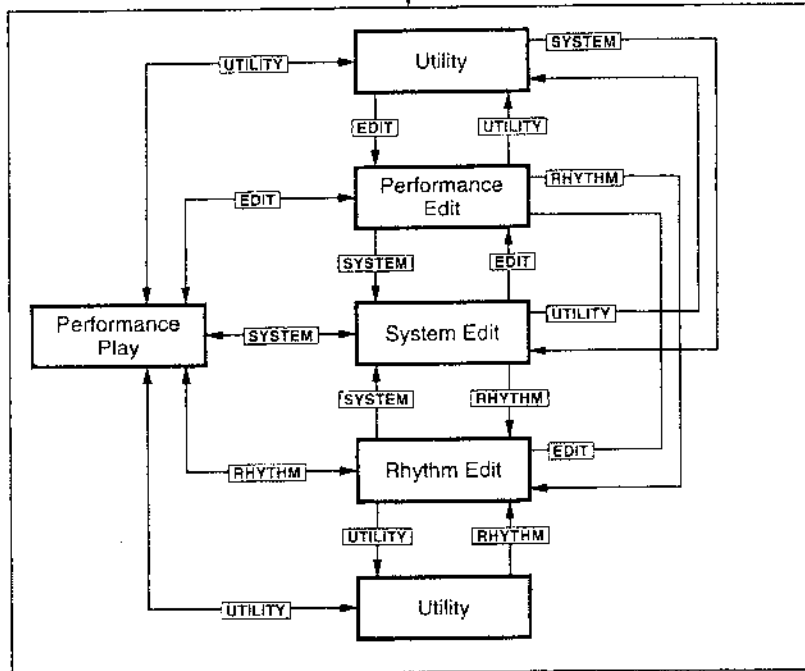 Utility
SYSTEM
UTILITY
EDIT
UTILITY
Performance
Edit
RHYTHM
EDIT
SYSTEM
EDIT
Performance
Play
SYSTEM
System Edit
UTILITY
SYSTEM
RHYTHM
EDIT
RHYTHM
Rhythm Edit
UTILITY
RHYTHM
UTILITY
Utility